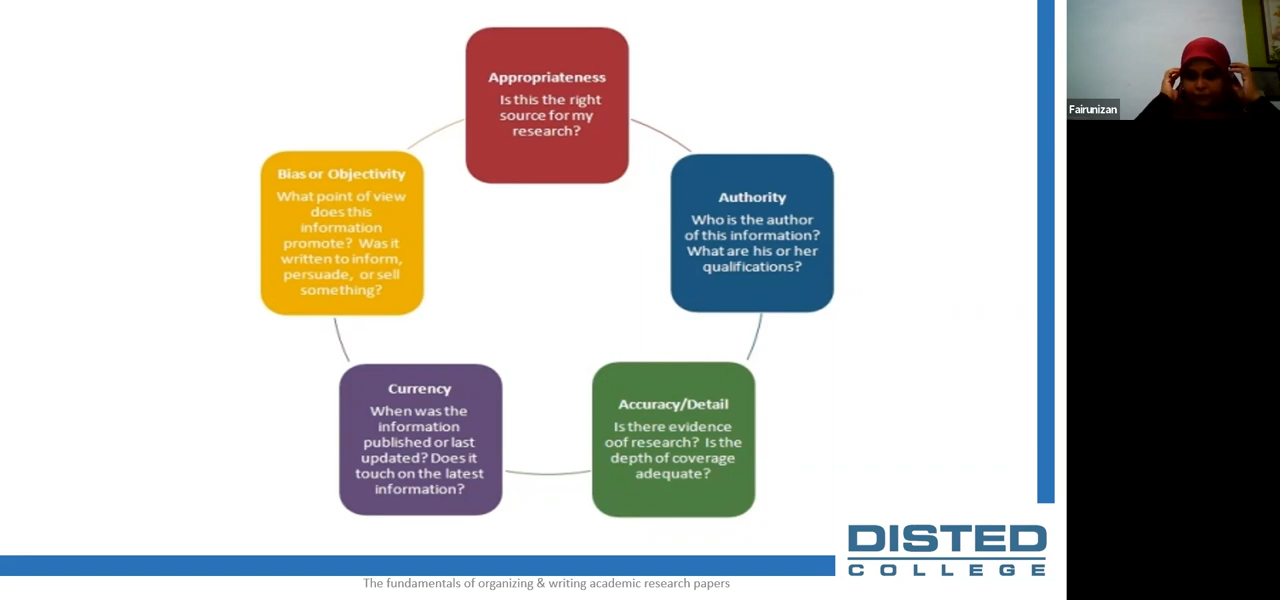 Appropriateness
Is this the right
source for my
research?
Authority
Who is the author
of this information?
What are his or her
qualifications?
Accuracy/Detail
Is there evidence
oof research? Is the
depth of coverage
adequate?
Currency
When was the
information
published or last
updated? Does it
touch on the latest
information?
Bias or Objectivity
What point of view
does this
information
promote? Was it
written to inform,
persuade, or sell
something?
DISTED
COLLEGE
The fundamentals of organizing & writing academic research papers
Fairunizan